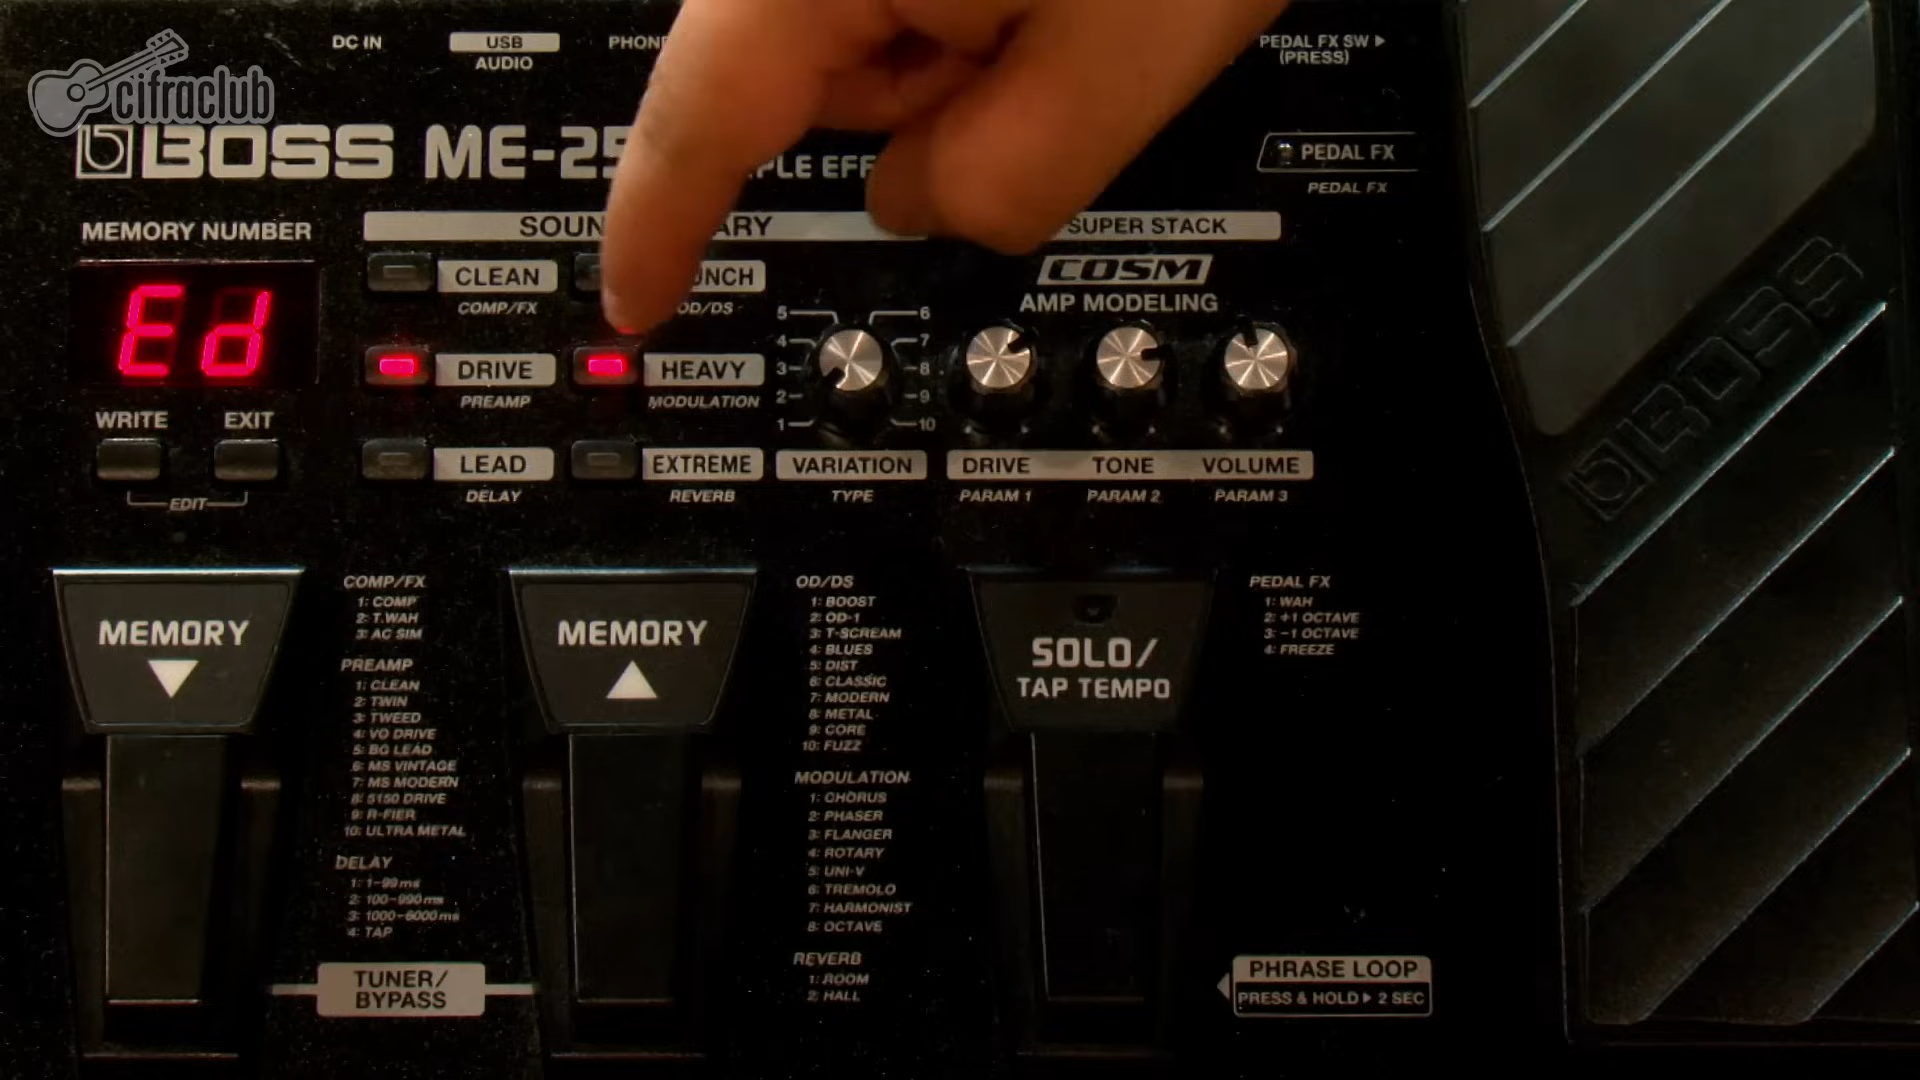 DC IN
USB
AUDIO
PEDAL FX SW
(PRESS)
cifraclub
BOSS ME-25
PEDAL FX
PEDAL FX
MEMORY NUMBER
SUPER STACK
COSM
AMP MODELING
Ed
CLEAN
COMP/FX
OD/DS
DRIVE
PREAMP
HEAVY
MODULATION
LEAD
DELAY
EXTREME
REVERB
5
4
3
2
1
6
7
8
9
10
VARIATION
TYPE
DRIVE
PARAM 1
TONE
PARAM 2
VOLUME
PARAM 3
WRITE
EXIT
EDIT
BOSS
MEMORY
MEMORY
SOLO/
TAP TEMPO
COMP/FX
1: COMP
2: T.WAH
3: AC SIM
PREAMP
1: CLEAN
2: TWIN
3: TWEED
4: VO DRIVE
5: BG LEAD
6: MS VINTAGE
7: MS MODERN
8: 5150 DRIVE
9: R-FIER
10: ULTRA METAL
DELAY
1: 1-99 ms
2: 100-990 ms
3: 1000-6000 ms
4: TAP
TUNER/
BYPASS
OD/DS
1: BOOST
2: OD-1
3: T-SCREAM
4: BLUES
5: DIST
6: CLASSIC
7: MODERN
8: METAL
9: CORE
10: FUZZ
MODULATION
1: CHORUS
2: PHASER
3: FLANGER
4: ROTARY
5: UNI-V
6: TREMOLO
7: HARMONIST
8: OCTAVE
REVERB
1: ROOM
2: HALL
PEDAL FX
1: WAH
2: +1 OCTAVE
3: -1 OCTAVE
4: FREEZE
PHRASE LOOP
PRESS & HOLD 2 SEC